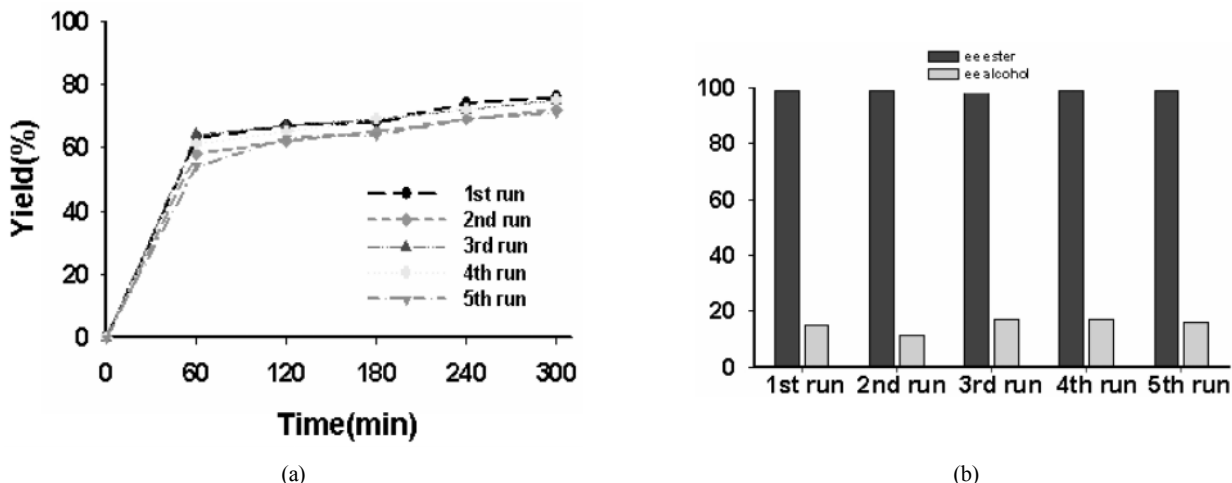 100
80
60
40
20
0
Yield(%)
1st run
2nd run
3rd run
4th run
5th run
0 60 120 180 240 300
Time(min)
(a)
ee ester
ee alcohol
100
80
60
40
20
0
1st run 2nd run 3rd run 4th run 5th run
(b)